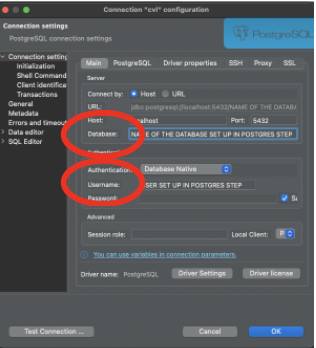 Connection "cvl" configuration
Connection settings
PostgreSQL connection settings
PostgreSQL
Connection setting
Initialization
Shell Command
Client identifica
Transactions
General
Metadata
Errors and timeout
Data editor
SQL Editor
Main PostgreSQL Driver properties SSH Proxy SSL
Server
Connect by: Host URL
URL: jdbc:postgresql://localhost:5432/NAME OF THE DATABA
Host: localhost Port: 5432
Database: NAME OF THE DATABASE SET UP IN POSTGRES STEP
Authentication
Authentication: Database Native
Username: USER SET UP IN POSTGRES STEP
Password:
Advanced
Session role: Local Client:
You can use variables in connection parameters.
Driver name: PostgreSQL Driver Settings Driver license
Test Connection ... Cancel OK